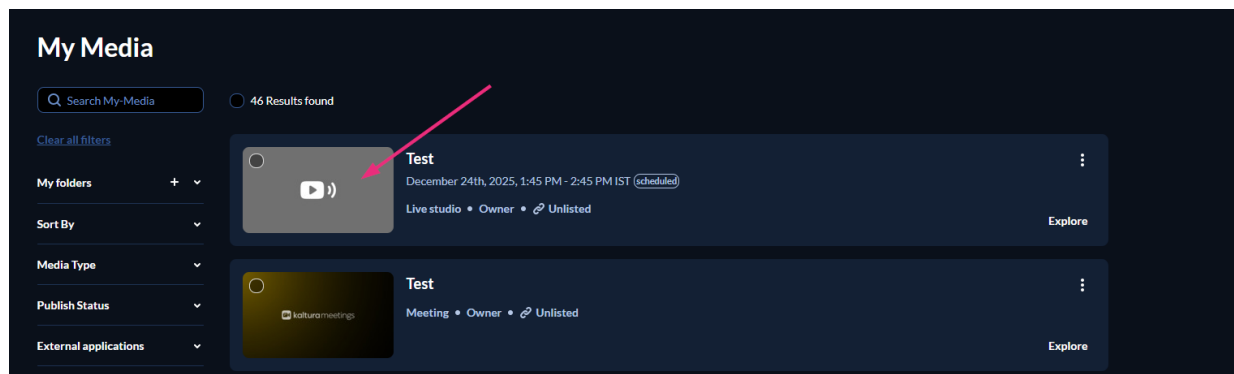 My Media
Search My-Media
46 Results found
Clear all filters
My folders +
Sort By
Media Type
Publish Status
External applications
Test
December 24th, 2025, 1:45 PM - 2:45 PM IST scheduled
Live studio • Owner • Unlisted
Explore
kalturameetings
Test
Meeting • Owner • Unlisted
Explore